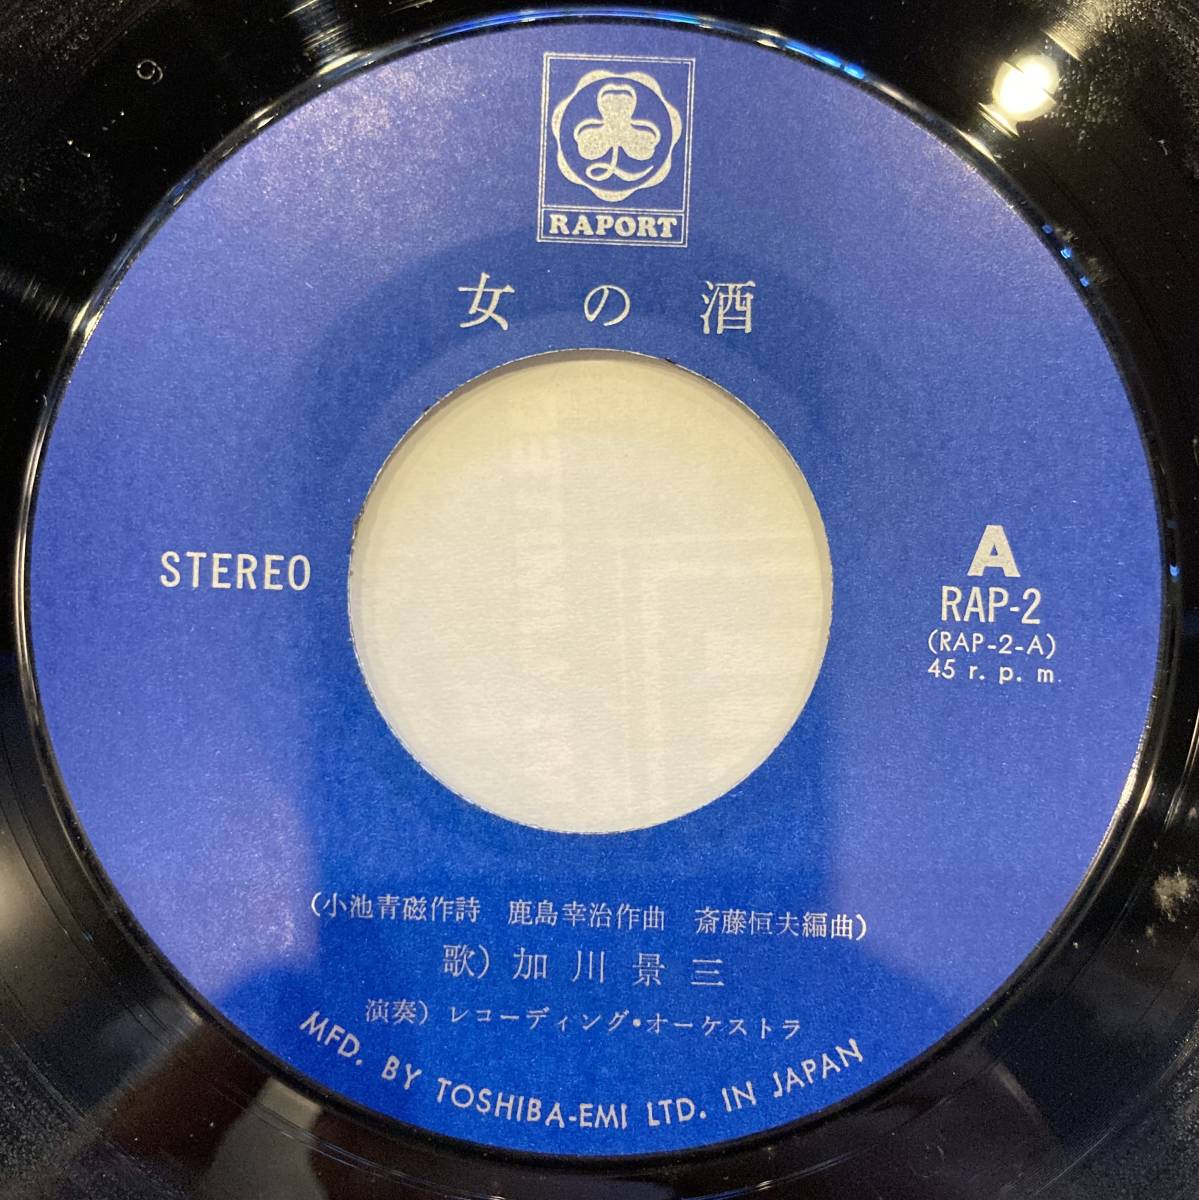 RAPORT
女の酒
STEREO
A
RAP-2
(RAP-2-A)
45 r. p. m.
(小池青磁作詩 鹿島幸治作曲 斎藤恒夫編曲)
歌) 加川景三
演奏) レコーディング・オーケストラ
MFD. BY TOSHIBA-EMI LTD. IN JAPAN